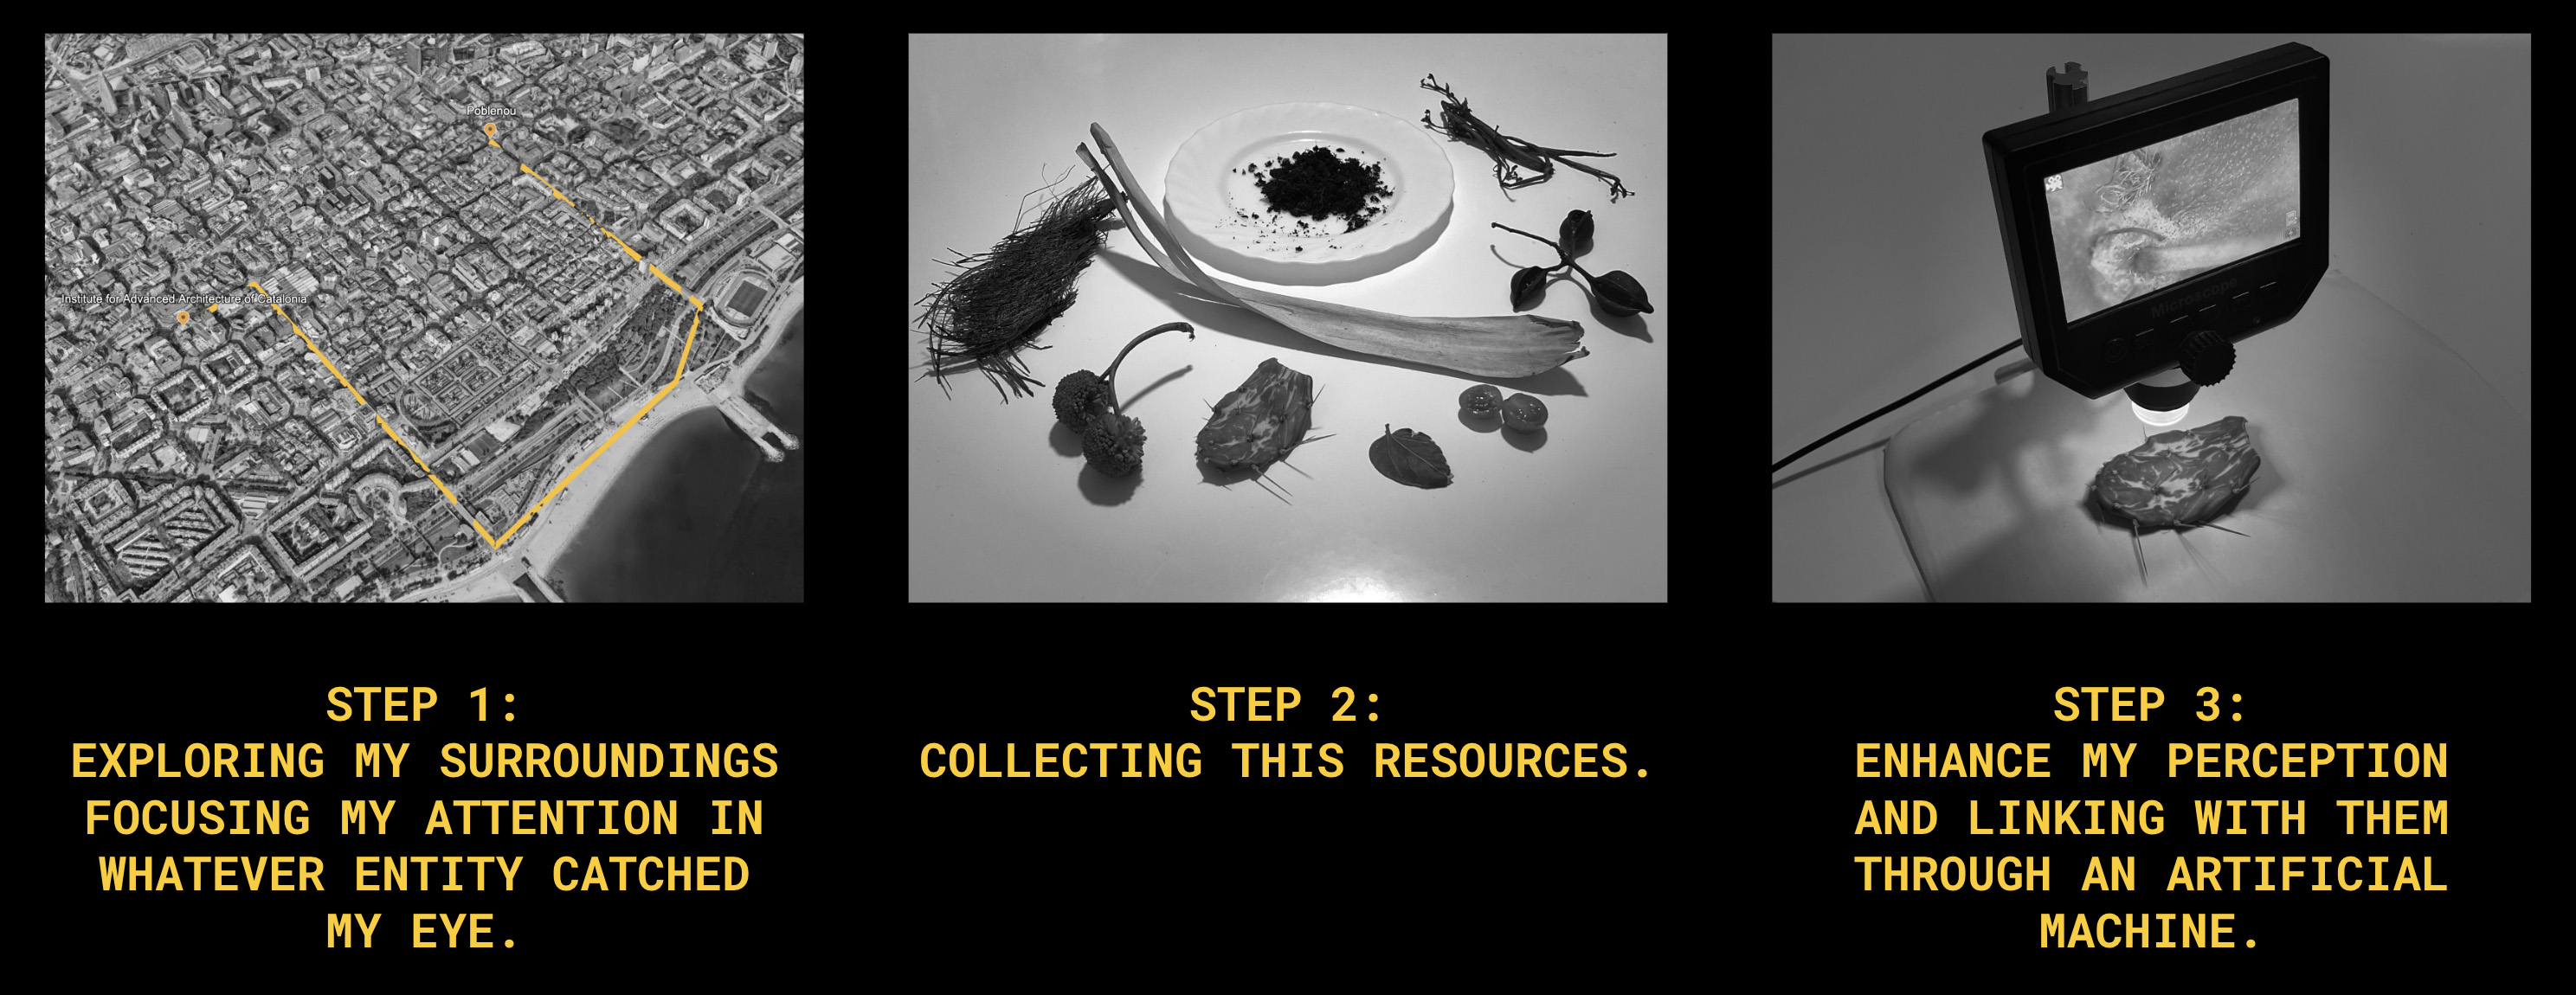 Poblenou
Institute for Advanced Architecture of Catalonia
Microscope
STEP 1:
EXPLORING MY SURROUNDINGS
FOCUSING MY ATTENTION IN
WHATEVER ENTITY CATCHED
MY EYE.
STEP 2:
COLLECTING THIS RESOURCES.
STEP 3:
ENHANCE MY PERCEPTION
AND LINKING WITH THEM
THROUGH AN ARTIFICIAL
MACHINE.